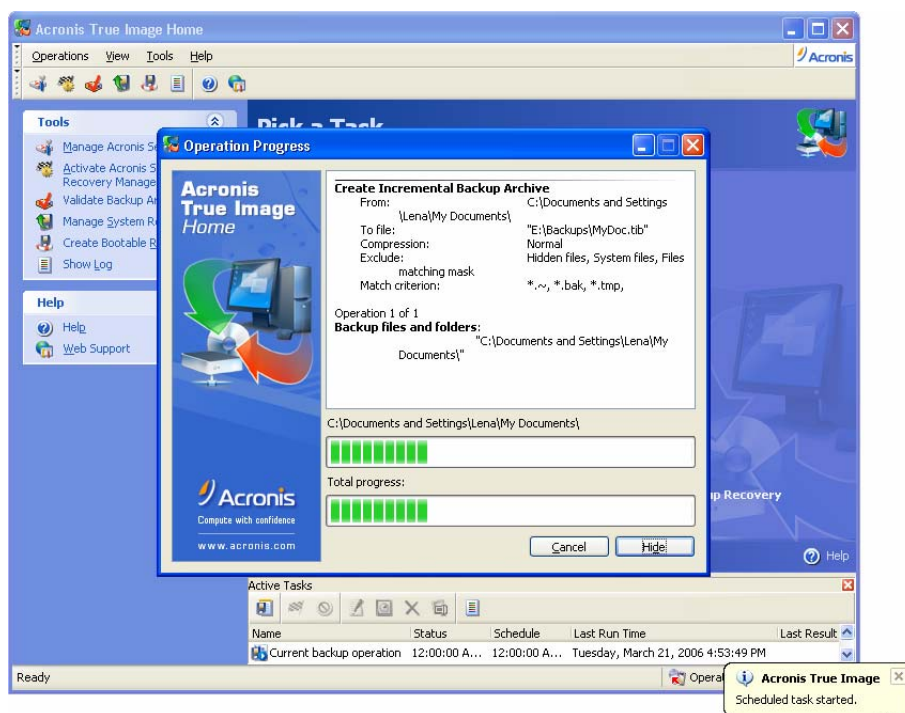 Acronis True Image Home
Operations View Tools Help
Acronis
Tools
Manage Acronis Se
Activate Acronis S
Recovery Manage
Validate Backup Ar
Manage System R
Create Bootable R
Show Log
Help
Help
Web Support
Pick a Task
Operation Progress
Acronis
True Image
Home
Acronis
Compute with confidence
www.acronis.com
Create Incremental Backup Archive
From: C:\Documents and Settings
\Lena\My Documents\
To file: "E:\Backups\MyDoc.tib"
Compression: Normal
Exclude: Hidden files, System files, Files
matching mask
Match criterion: *.~, *.bak, *.tmp,
Operation 1 of 1
Backup files and folders:
"C:\Documents and Settings\Lena\My
Documents\"
C:\Documents and Settings\Lena\My Documents\
Total progress:
Cancel Hide
up Recovery
Help
Active Tasks
Name Status Schedule Last Run Time Last Result
Current backup operation 12:00:00 A... 12:00:00 A... Tuesday, March 21, 2006 4:53:49 PM
Ready
Operat
Acronis True Image
Scheduled task started.